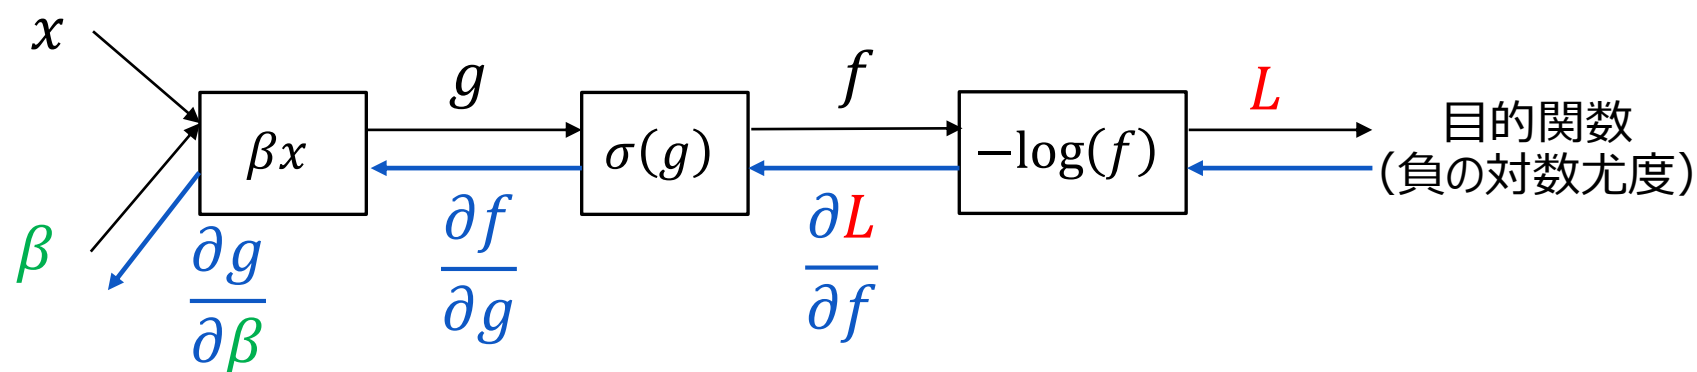 x
β
βx
g
σ(g)
f
−log(f)
L
目的関数
(負の対数尤度)
∂g
∂β
∂f
∂g
∂L
∂f